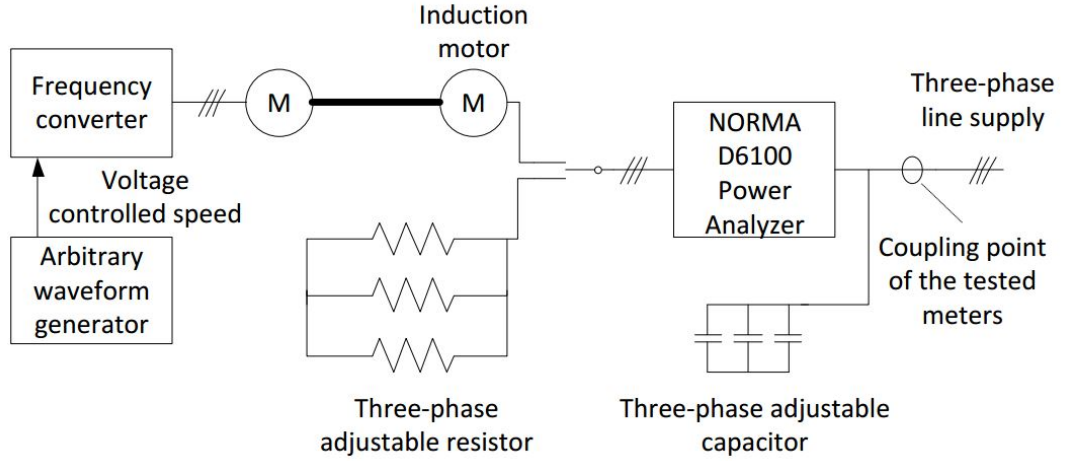 Induction
motor
Frequency
converter
M
M
Three-phase
line supply
NORMA
D6100
Power
Analyzer
Voltage
controlled speed
Arbitrary
waveform
generator
Coupling point
of the tested
meters
Three-phase
adjustable resistor
Three-phase adjustable
capacitor